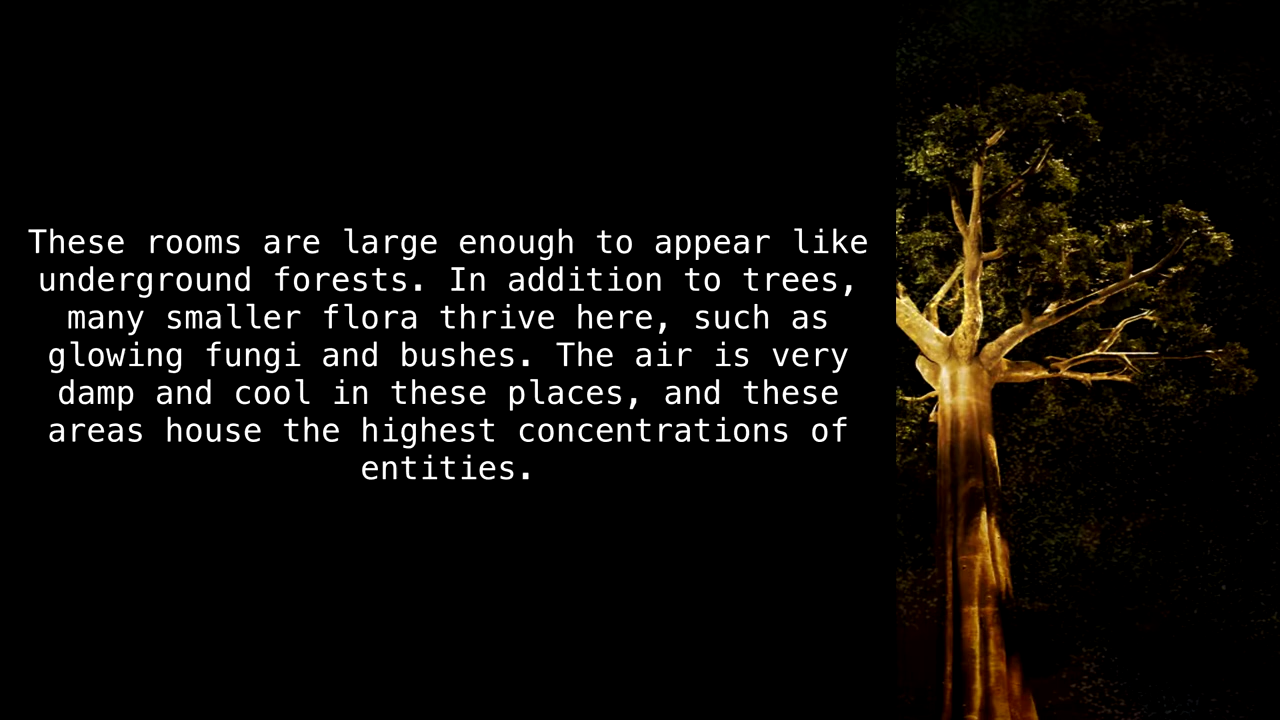 These rooms are large enough to appear like
underground forests. In addition to trees,
many smaller flora thrive here, such as
glowing fungi and bushes. The air is very
damp and cool in these places, and these
areas house the highest concentrations of
entities.